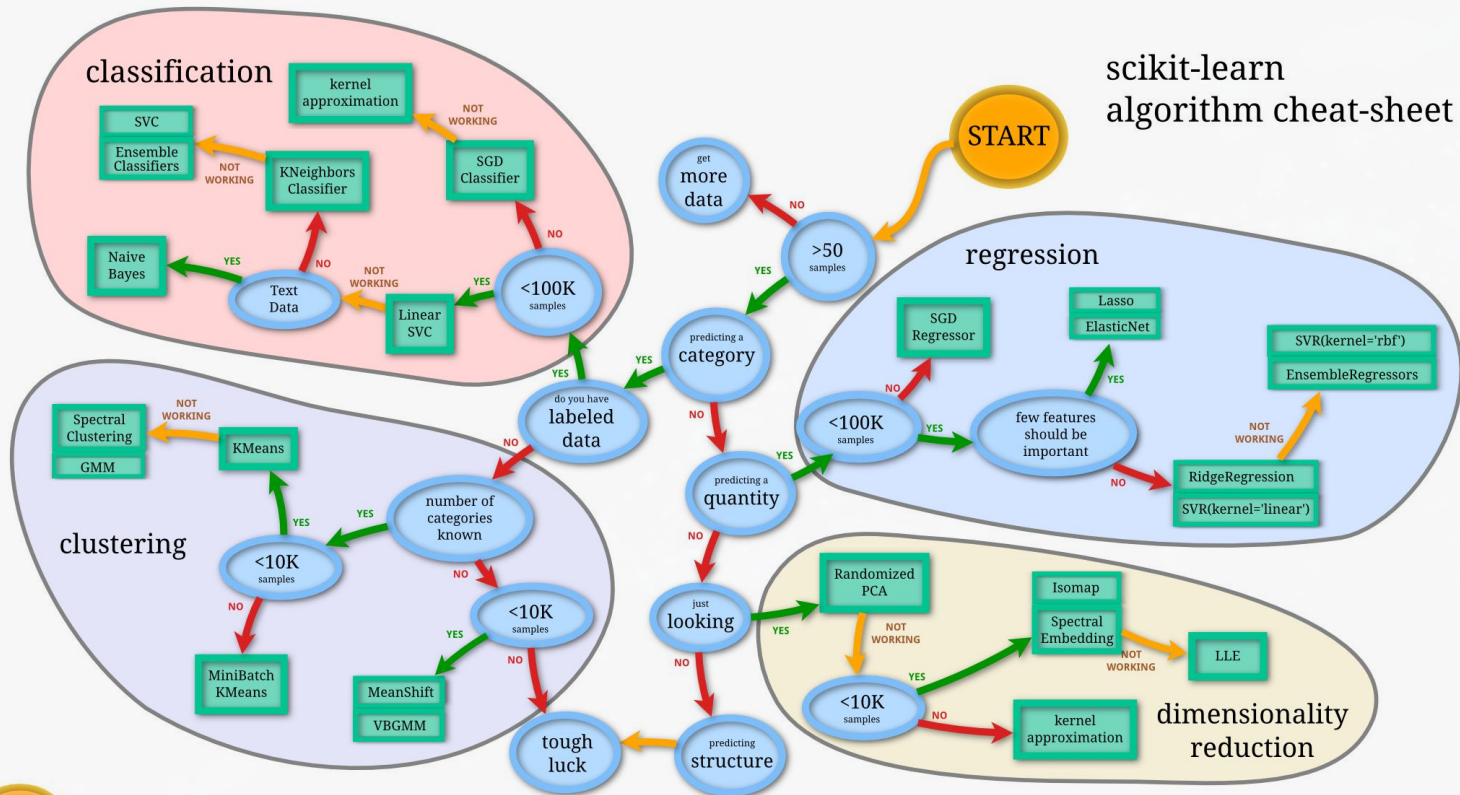 scikit-learn
algorithm cheat-sheet
START
classification
kernel
approximation
NOT
WORKING
SVC
Ensemble
Classifiers
NOT
WORKING
KNeighbors
Classifier
SGD
Classifier
NO
NO
Naive
Bayes
YES
Text
Data
NOT
WORKING
Linear
SVC
YES
<100K
samples
YES
get
more
data
NO
>50
samples
YES
predicting a
category
YES
do you have
labeled
data
NO
NO
predicting a
quantity
YES
NO
just
looking
YES
NO
predicting
structure
tough
luck
regression
SGD
Regressor
NO
<100K
samples
YES
few features
should be
important
YES
Lasso
ElasticNet
NO
RidgeRegression
SVR(kernel='linear')
NOT
WORKING
SVR(kernel='rbf')
EnsembleRegressors
clustering
Spectral
Clustering
GMM
NOT
WORKING
KMeans
YES
<10K
samples
NO
MiniBatch
KMeans
YES
number of
categories
known
NO
<10K
samples
YES
MeanShift
VBGMM
NO
dimensionality
reduction
Randomized
PCA
NOT
WORKING
<10K
samples
YES
Isomap
Spectral
Embedding
NOT
WORKING
LLE
NO
kernel
approximation